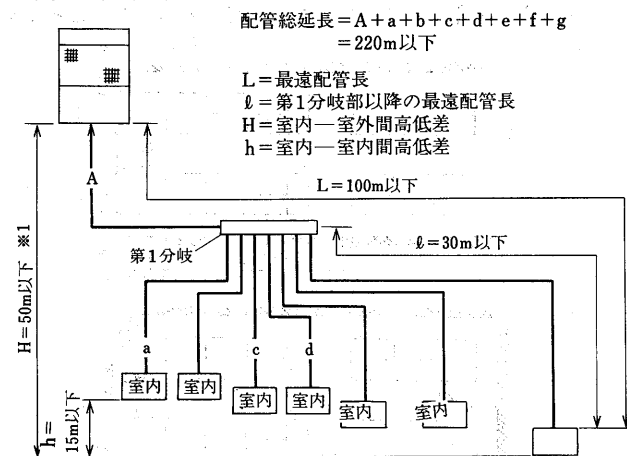 配管総延長＝A＋a＋b＋c＋d＋e＋f＋g
＝220m以下
L＝最遠配管長
ℓ＝第1分岐部以降の最遠配管長
H＝室内―室外間高低差
h＝室内―室内間高低差
A
L＝100m以下
H＝50m以下 ※1
第1分岐
ℓ＝30m以下
a
c
d
室内
室内
室内
室内
室内
室内
h＝
15m以下